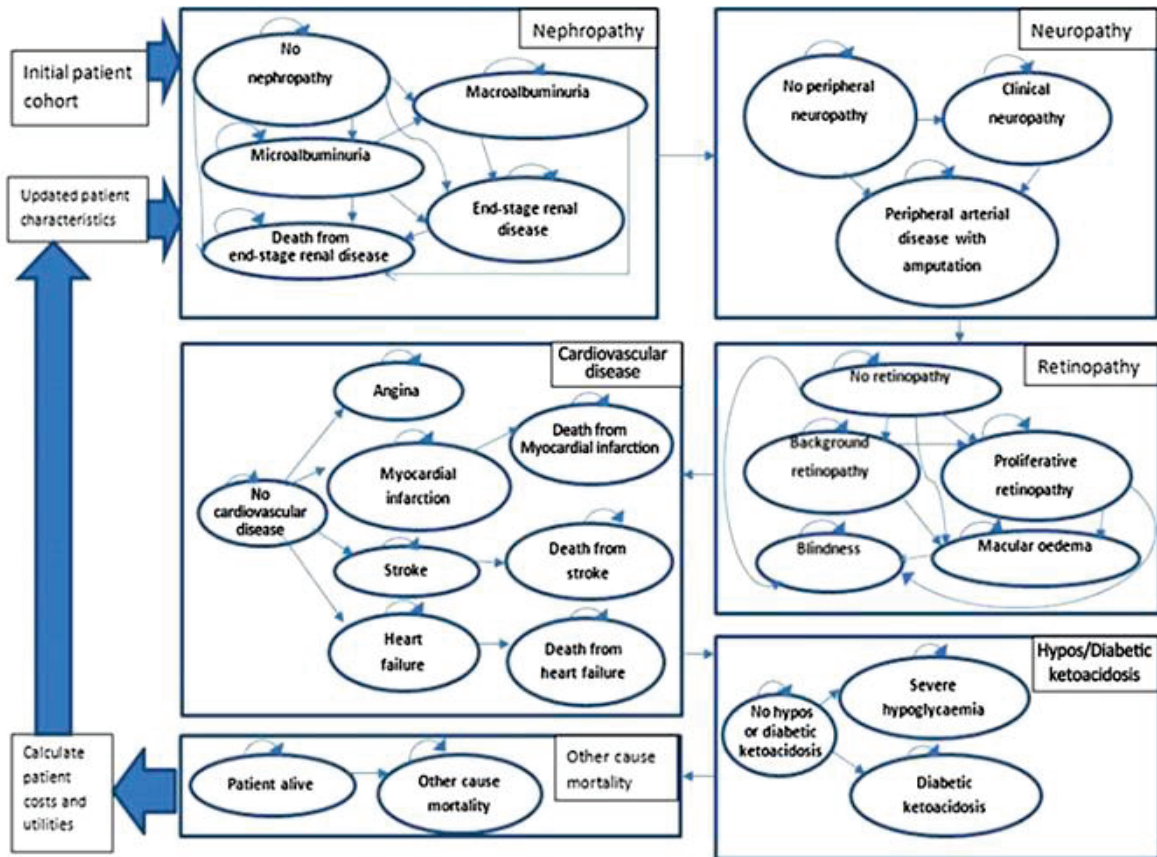 Initial patient
cohort
Updated patient
characteristics
Nephropathy
No
nephropathy
Macroalbuminuria
Microalbuminuria
End-stage renal
disease
Death from
end-stage renal disease
Neuropathy
No peripheral
neuropathy
Clinical
neuropathy
Peripheral arterial
disease with
amputation
Retinopathy
No retinopathy
Background
retinopathy
Proliferative
retinopathy
Blindness
Macular oedema
Cardiovascular
disease
Angina
Death from
Myocardial infarction
Myocardial
infarction
No
cardiovascular
disease
Stroke
Death from
stroke
Heart
failure
Death from
heart failure
Hypos/Diabetic
ketoacidosis
Severe
hypoglycaemia
No hypos
or diabetic
ketoacidosis
Diabetic
ketoacidosis
Other cause
mortality
Patient alive
Other cause
mortality
Calculate
patient
costs and
utilities